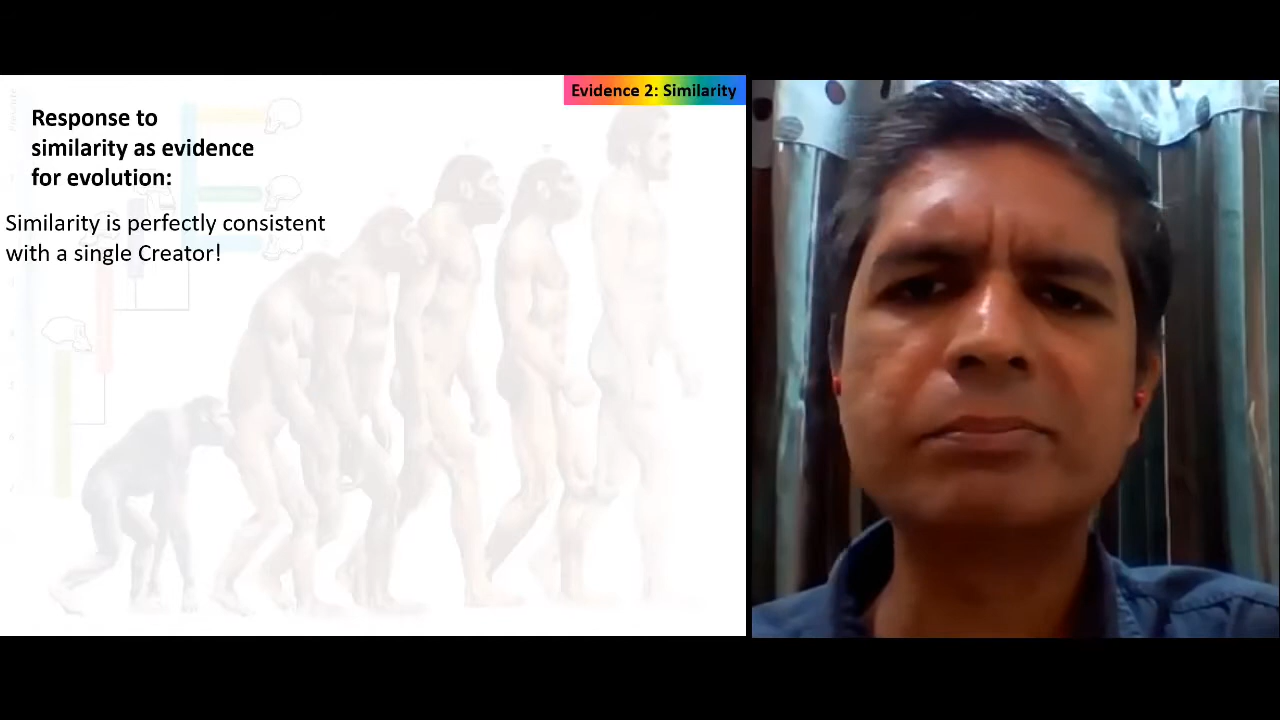 Evidence 2: Similarity
Response to
similarity as evidence
for evolution:
Similarity is perfectly consistent
with a single Creator!